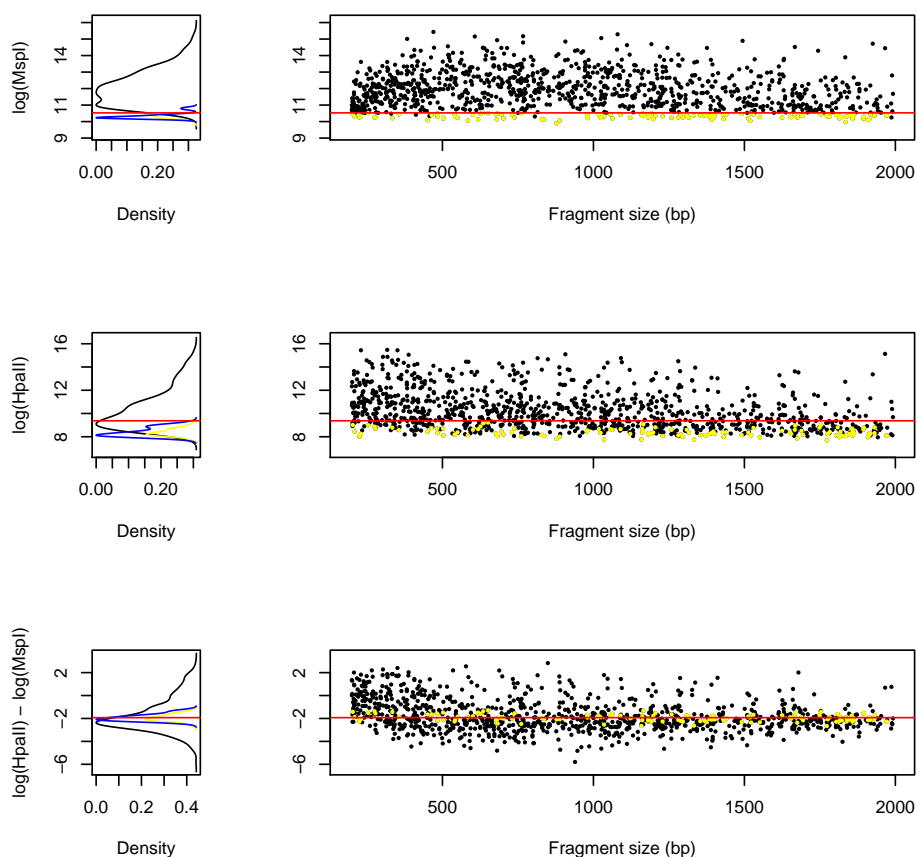 log(MspI)
9 11 14
0.00 0.20
Density
500 1000 1500 2000
Fragment size (bp)
log(HpaII)
8 12 16
0.00 0.20
Density
8 12 16
500 1000 1500 2000
Fragment size (bp)
log(HpaII) − log(MspI)
−6 −2 2
0.0 0.2 0.4
Density
−6 −2 2
500 1000 1500 2000
Fragment size (bp)
9 11 14